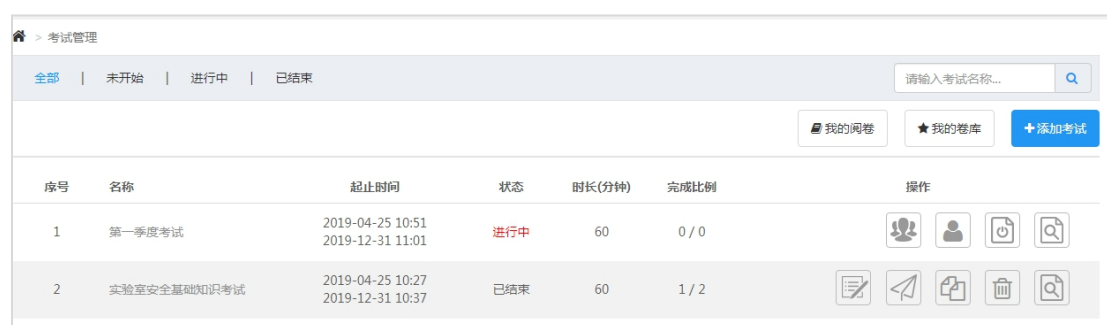 > 考试管理
全部 | 未开始 | 进行中 | 已结束 请输入考试名称...
我的阅卷 我的卷库 +添加考试
序号 名称 起止时间 状态 时长(分钟) 完成比例 操作
1 第一季度考试 2019-04-25 10:51 进行中 60 0 / 0
2019-12-31 11:01
2 实验室安全基础知识考试 2019-04-25 10:27 已结束 60 1 / 2
2019-12-31 10:37